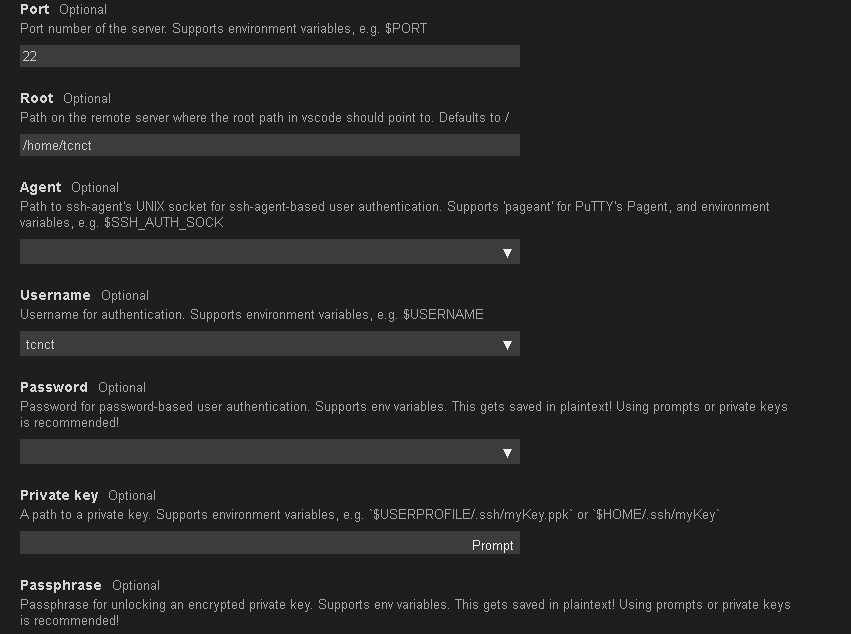 Port Optional
Port number of the server. Supports environment variables, e.g. $PORT
22
Root Optional
Path on the remote server where the root path in vscode should point to. Defaults to /
/home/tcnct
Agent Optional
Path to ssh-agent's UNIX socket for ssh-agent-based user authentication. Supports 'pageant' for PuTTY's Pagent, and environment
variables, e.g. $SSH_AUTH_SOCK
Username Optional
Username for authentication. Supports environment variables, e.g. $USERNAME
tcnct
Password Optional
Password for password-based user authentication. Supports env variables. This gets saved in plaintext! Using prompts or private keys
is recommended!
Private key Optional
A path to a private key. Supports environment variables, e.g. `$USERPROFILE/.ssh/myKey.ppk` or `$HOME/.ssh/myKey`
Prompt
Passphrase Optional
Passphrase for unlocking an encrypted private key. Supports env variables. This gets saved in plaintext! Using prompts or private keys
is recommended!